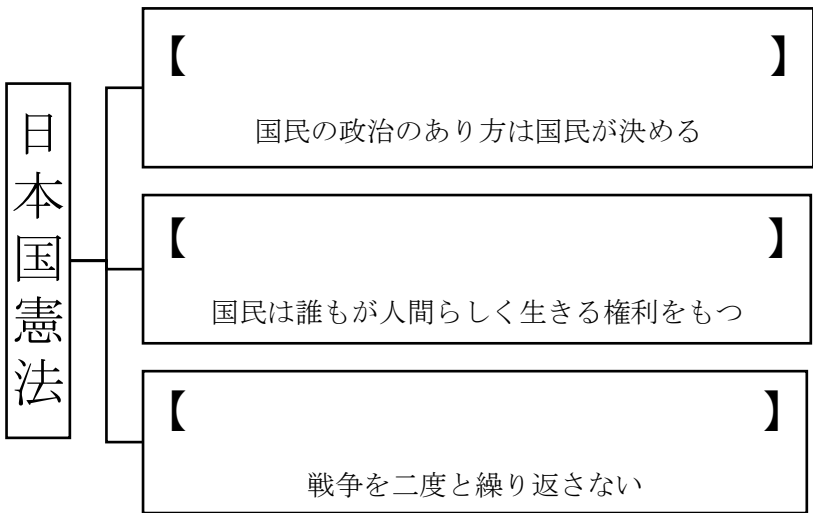 日本国憲法
【 】
国民の政治のあり方は国民が決める
【 】
国民は誰もが人間らしく生きる権利をもつ
【 】
戦争を二度と繰り返さない